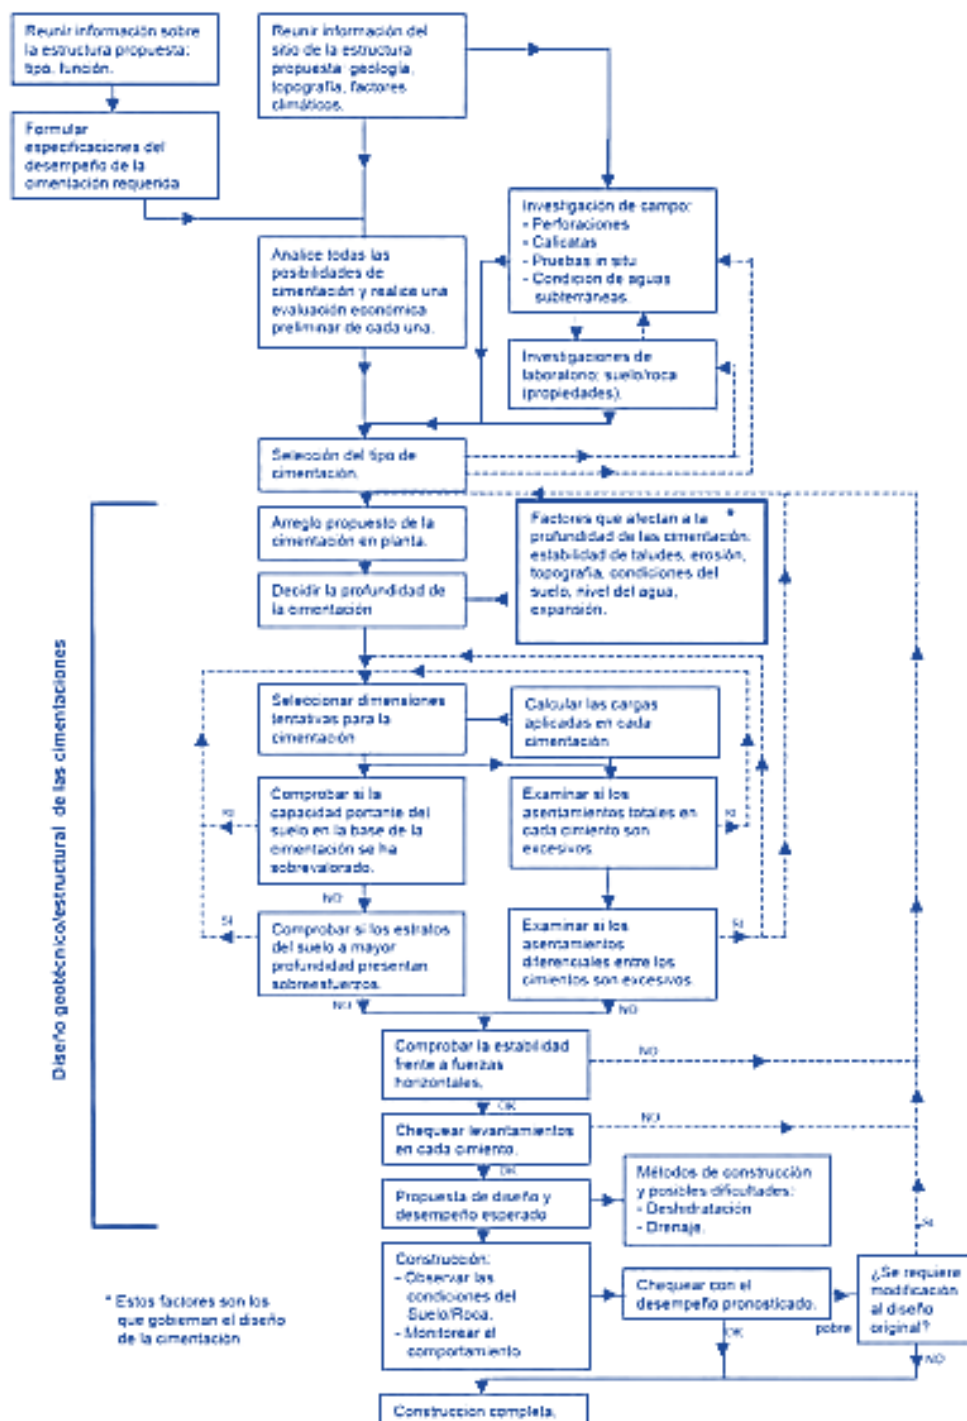 Reunir información sobre
la estructura propuesta:
tipo, función.
Reunir información del
sitio de la estructura
propuesta: geología,
topografía, factores
climáticos.
Formular
especificaciones del
desempeño de la
cimentación requerida
Investigación de campo:
- Perforaciones
- Calicatas
- Pruebas in situ
- Condicion de aguas
subterráneas.
Analice todas las
posibilidades de
cimentación y realice una
evaluación económica
preliminar de cada una.
Investigaciones de
laboratorio: suelo/roca
(propiedades).
Selección del tipo de
cimentación.
Arreglo propuesto de la
cimentación en planta.
*
Factores que afectan a la
profundidad de las cimentación:
estabilidad de taludes, erosión,
topografía, condiciones del
suelo, nivel del agua,
expansión.
Decidir la profundidad de
la cimentación
Diseño geotécnico/estructural de las cimentaciones
Seleccionar dimensiones
tentativas para la
cimentación
Calcular las cargas
aplicadas en cada
cimentación
Comprobar si la
capacidad portante del
suelo en la base de la
cimentación se ha
sobrevalorado.
SI
Examinar si los
asentamientos totales en
cada cimiento son
excesivos.
SI
NO
Comprobar si los estratos
del suelo a mayor
profundidad presentan
sobreesfuerzos.
SI
Examinar si los
asentamientos
diferenciales entre los
cimientos son excesivos.
SI
NO
NO
Comprobar la estabilidad
frente a fuerzas
horizontales.
NO
OK
Chequear levantamientos
en cada cimiento.
NO
OK
Propuesta de diseño y
desempeño esperado
Métodos de construcción
y posibles dificultades:
- Deshidratación
- Drenaje.
SI
Construcción:
- Observar las
condiciones del
Suelo/Roca.
- Monitorear el
comportamiento
Chequear con el
desempeño pronosticado.
pobre
¿Se requiere
modificación
al diseño
original?
OK
NO
* Estos factores son los
que gobiernan el diseño
de la cimentación
Construccion completa.